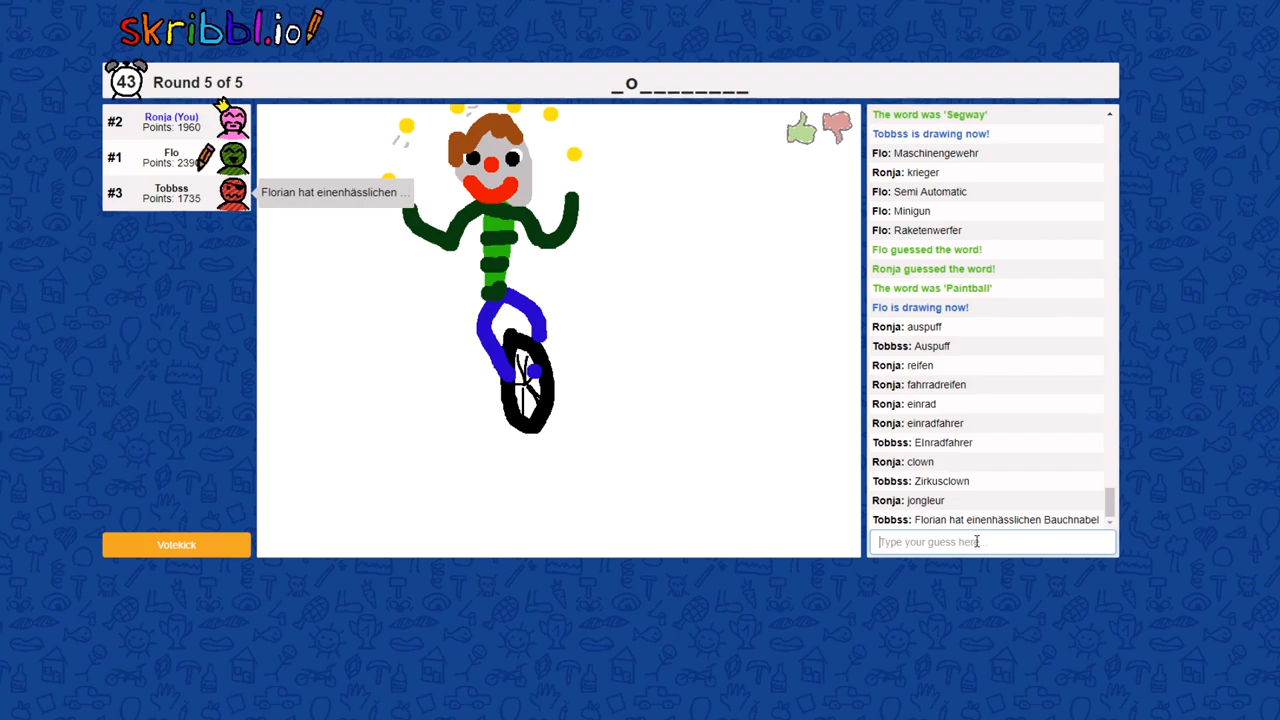 skribbl.io
43
Round 5 of 5
_o________
#2
Ronja (You)
Points: 1960
#1
Flo
Points: 239
#3
Tobbss
Points: 1735
Florian hat einenhässlichen ...
Votekick
The word was 'Segway'
Tobbss is drawing now!
Flo: Maschinengewehr
Ronja: krieger
Flo: Semi Automatic
Flo: Minigun
Flo: Raketenwerfer
Flo guessed the word!
Ronja guessed the word!
The word was 'Paintball'
Flo is drawing now!
Ronja: auspuff
Tobbss: Auspuff
Ronja: reifen
Ronja: fahrradreifen
Ronja: einrad
Ronja: einradfahrer
Tobbss: EInradfahrer
Ronja: clown
Tobbss: Zirkusclown
Ronja: jongleur
Tobbss: Florian hat einenhässlichen Bauchnabel
Type your guess here...